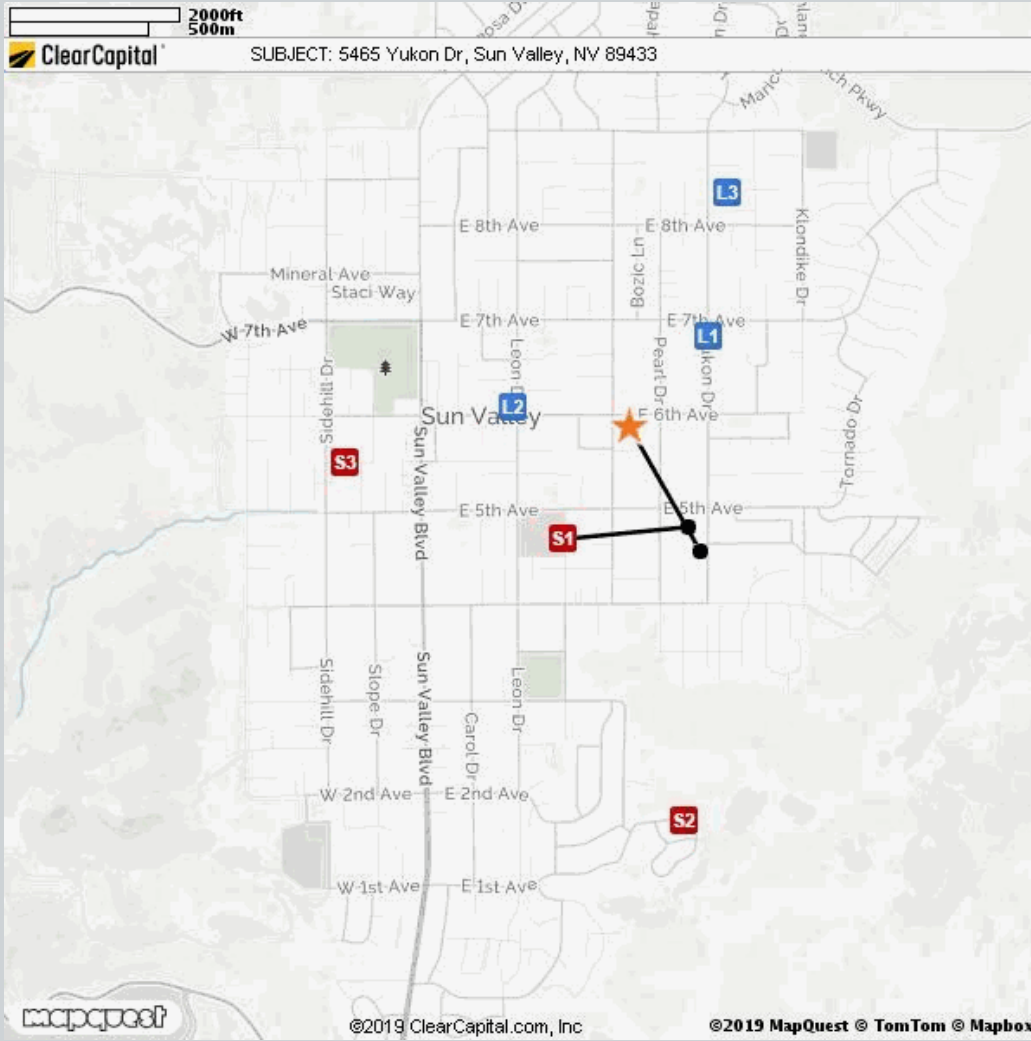 2000ft
500m
ClearCapital
SUBJECT: 5465 Yukon Dr, Sun Valley, NV 89433
L3
E 8th Ave
E 8th Ave
Klondike Dr
Bozic Ln
Mineral Ave
Staci Way
W 7th Ave
E 7th Ave
E 7th Ave
L1
Sidehill Dr
Pearl Dr
L2
Sun Valley
E 6th Ave
Tornado Dr
S3
Sun Valley Blvd
E 5th Ave
E 5th Ave
S1
Sidehill Dr
Slope Dr
Sun Valley Blvd
Leon Dr
Carol Dr
W 2nd Ave
E 2nd Ave
S2
W 1st Ave
E 1st Ave
mapquest
©2019 ClearCapital.com, Inc
©2019 MapQuest © TomTom © Mapbox